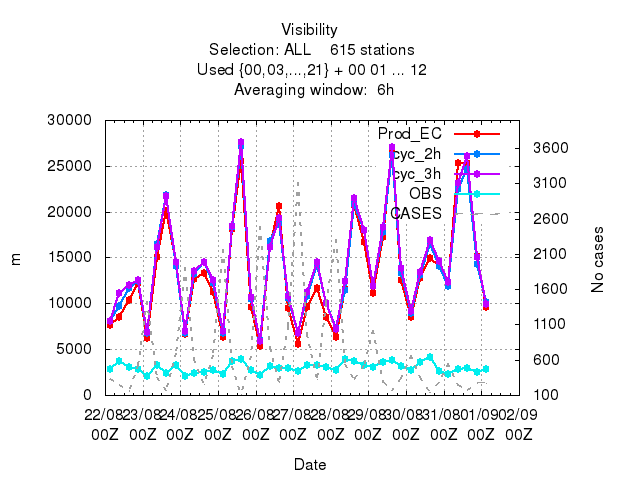 Visibility
Selection: ALL    615 stations
Used {00,03,...,21} + 00 01 ... 12
Averaging window:  6h
30000
25000
20000
15000
10000
5000
0
m
Prod_EC
cyc_2h
cyc_3h
OBS
CASES
3600
3100
2600
2100
1600
1100
600
100
No cases
22/08 23/08 24/08 25/08 26/08 27/08 28/08 29/08 30/08 31/08 01/09 02/09
00Z 00Z 00Z 00Z 00Z 00Z 00Z 00Z 00Z 00Z 00Z 00Z
Date